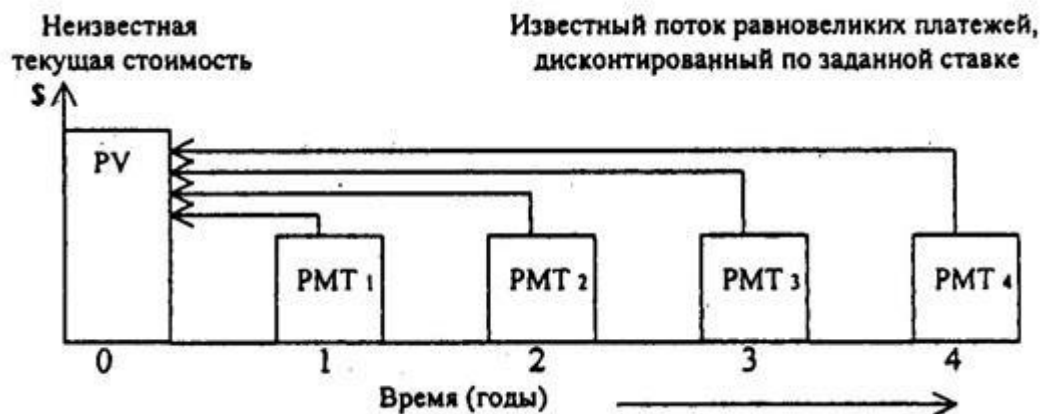 Неизвестная
текущая стоимость
Известный поток равновеликих платежей,
дисконтированный по заданной ставке
$
PV
PMT 1
PMT 2
PMT 3
PMT 4
0
1
2
3
4
Время (годы)